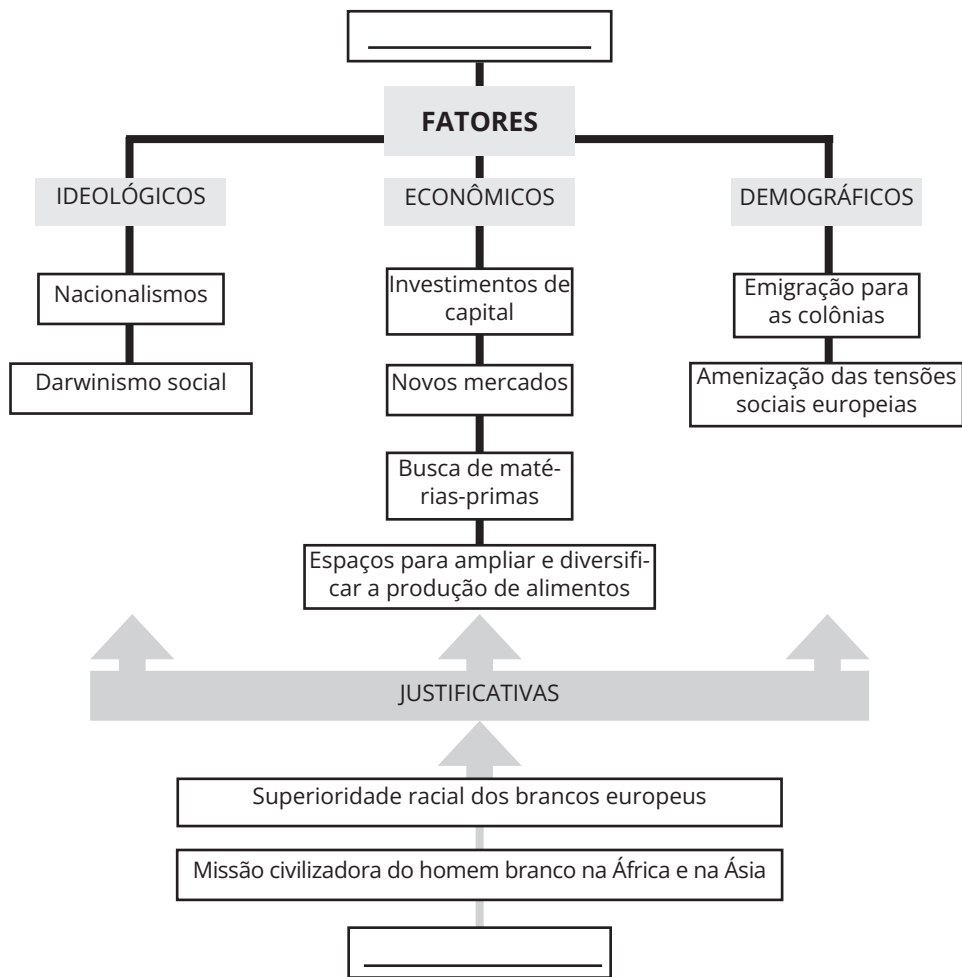 FATORES
IDEOLÓGICOS
Nacionalismos
Darwinismo social
ECONÔMICOS
Investimentos de
capital
Novos mercados
Busca de maté-
rias-primas
Espaços para ampliar e diversifi-
car a produção de alimentos
DEMOGRÁFICOS
Emigração para
as colônias
Amenização das tensões
sociais europeias
JUSTIFICATIVAS
Superioridade racial dos brancos europeus
Missão civilizadora do homem branco na África e na Ásia